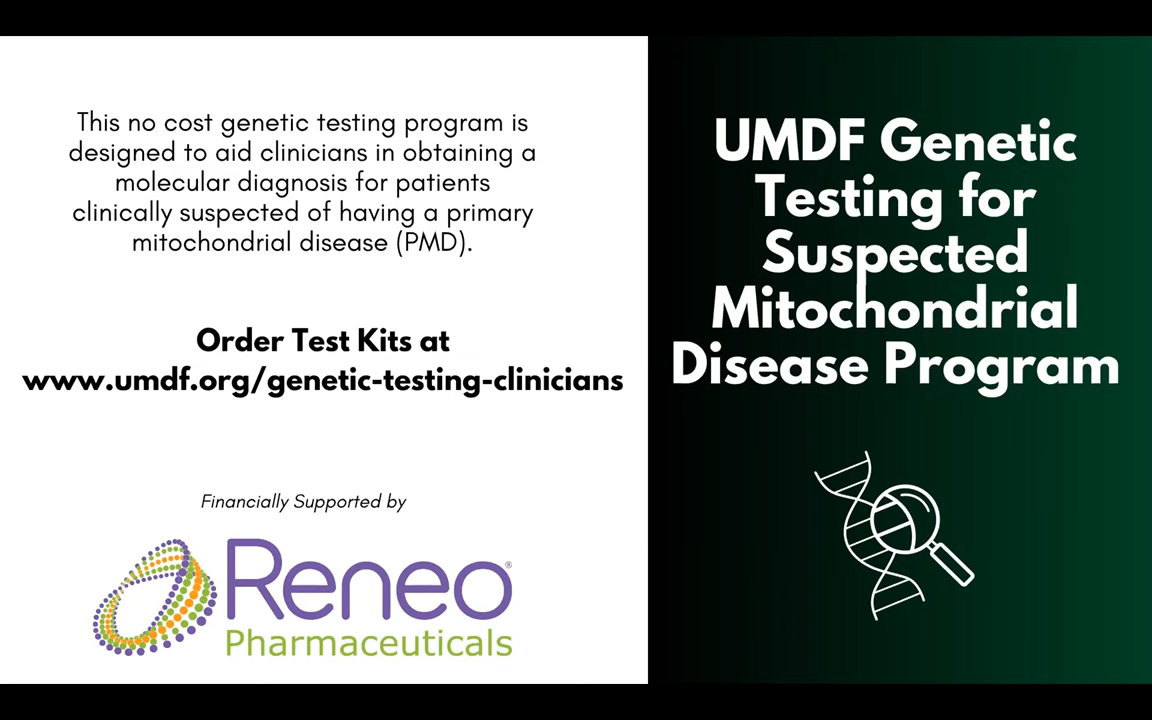 This no cost genetic testing program is
designed to aid clinicians in obtaining a
molecular diagnosis for patients
clinically suspected of having a primary
mitochondrial disease (PMD).
Order Test Kits at
www.umdf.org/genetic-testing-clinicians
Financially Supported by
Reneo®
Pharmaceuticals
UMDF Genetic
Testing for
Suspected
Mitochondrial
Disease Program